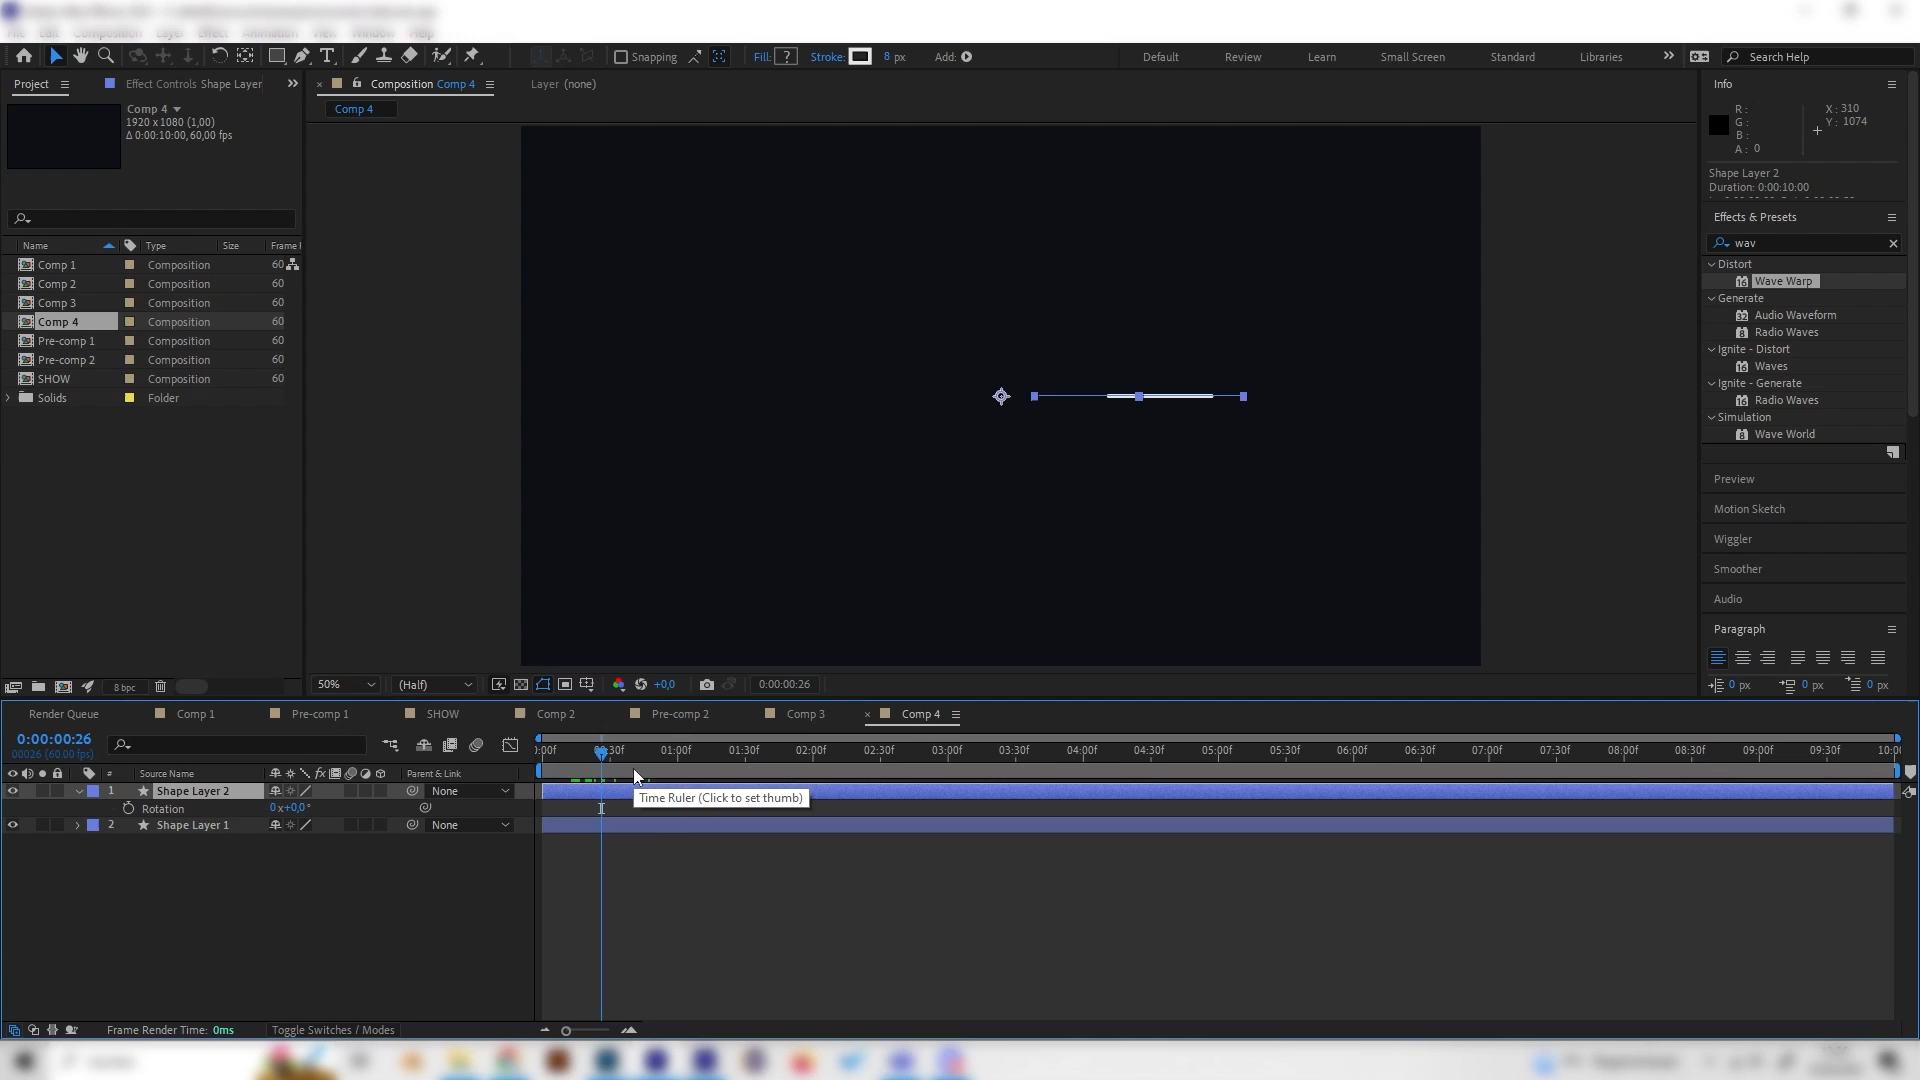 Snapping
Fill: ?
Stroke:
8 px
Add:
Default
Review
Learn
Small Screen
Standard
Libraries
Search Help
Project
Effect Controls Shape Layer
Composition Comp 4
Layer (none)
Info
Comp 4
1920 x 1080 (1,00)
Δ 0:00:10:00, 60,00 fps
Comp 4
R :
G :
B :
A : 0
X : 310
Y : 1074
Shape Layer 2
Duration: 0:00:10:00
Effects & Presets
wav
Name
Type
Size
Frame
Comp 1 Composition 60
Comp 2 Composition 60
Comp 3 Composition 60
Comp 4 Composition 60
Pre-comp 1 Composition 60
Pre-comp 2 Composition 60
SHOW Composition 60
Solids Folder
Distort
16 Wave Warp
Generate
32 Audio Waveform
8 Radio Waves
Ignite - Distort
16 Waves
Ignite - Generate
16 Radio Waves
Simulation
8 Wave World
Preview
Motion Sketch
Wiggler
Smoother
Audio
Paragraph
0 px
0 px
0 px
8 bpc
50%
(Half)
+0,0
0:00:00:26
Render Queue
Comp 1
Pre-comp 1
SHOW
Comp 2
Pre-comp 2
Comp 3
Comp 4
0:00:00:26
00026 (60.00 fps)
:00f 00:30f 01:00f 01:30f 02:00f 02:30f 03:00f 03:30f 04:00f 04:30f 05:00f 05:30f 06:00f 06:30f 07:00f 07:30f 08:00f 08:30f 09:00f 09:30f 10:00
# Source Name fx Parent & Link
1 Shape Layer 2 None
Rotation 0x+0,0°
2 Shape Layer 1 None
Time Ruler (Click to set thumb)
Frame Render Time: 0ms
Toggle Switches / Modes